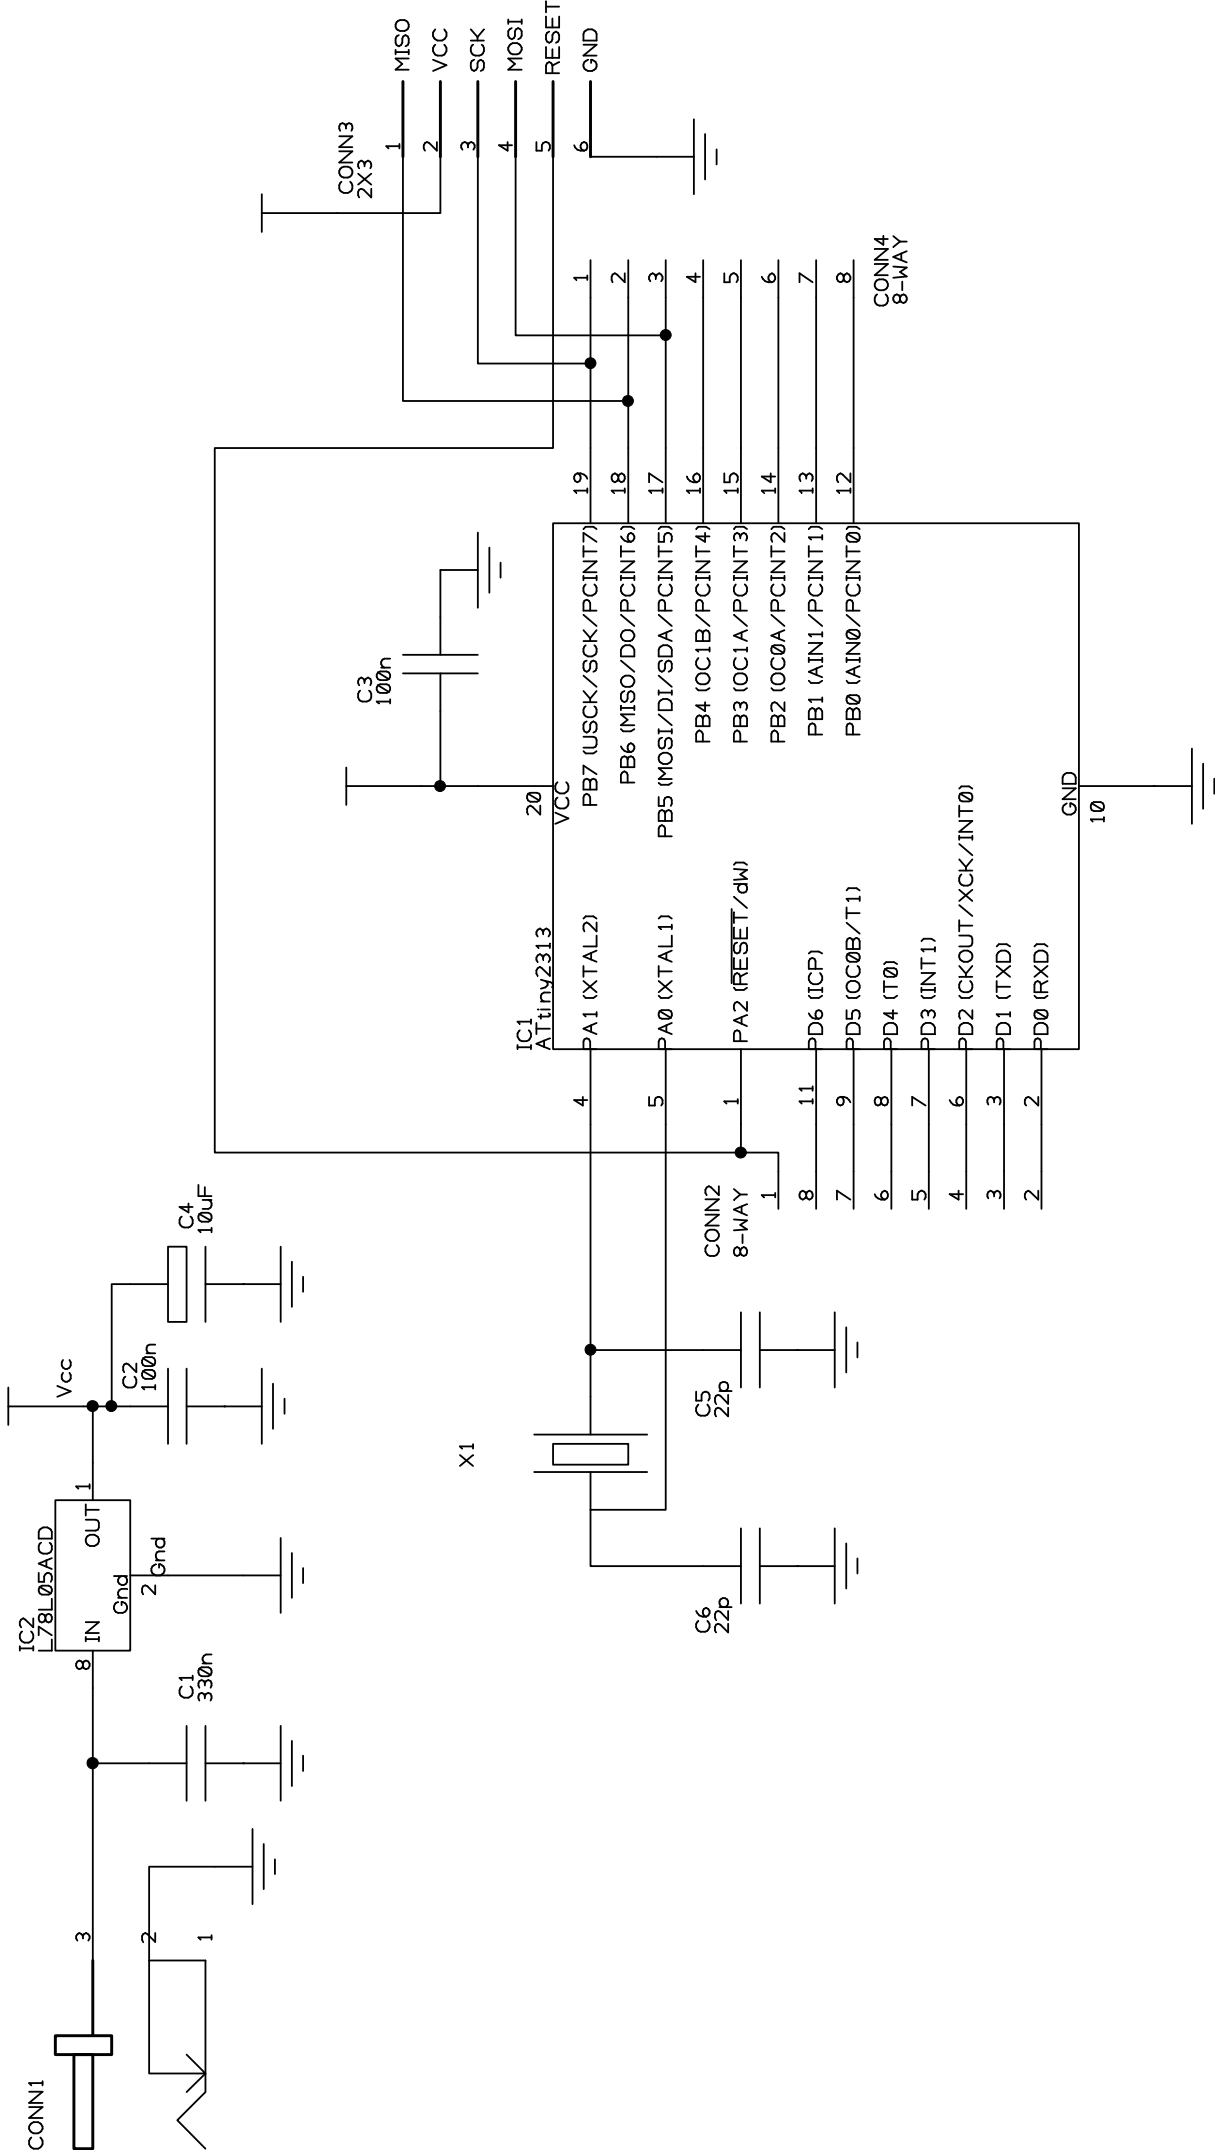 CONN1
3
2
1
C1
330n
IC2
L78L05ACD
8
IN
OUT
1
Gnd
2
Gnd
Vcc
C2
100n
C4
10uF
X1
C6
22p
C5
22p
CONN2
8-WAY
1
8
7
6
5
4
3
2
IC1
ATtiny2313
4
PA1 (XTAL2)
5
PA0 (XTAL1)
1
PA2 (RESET/dW)
11
PD6 (ICP)
9
PD5 (OC0B/T1)
8
PD4 (T0)
7
PD3 (INT1)
6
PD2 (CKOUT/XCK/INT0)
3
PD1 (TXD)
2
PD0 (RXD)
20
VCC
GND
10
C3
100n
PB7 (USCK/SCK/PCINT7)
19
1
PB6 (MISO/DO/PCINT6)
18
2
PB5 (MOSI/DI/SDA/PCINT5)
17
3
PB4 (OC1B/PCINT4)
16
4
PB3 (OC1A/PCINT3)
15
5
PB2 (OC0A/PCINT2)
14
6
PB1 (AIN1/PCINT1)
13
7
PB0 (AIN0/PCINT0)
12
8
CONN4
8-WAY
CONN3
2X3
1
MISO
2
VCC
3
SCK
4
MOSI
5
RESET
6
GND